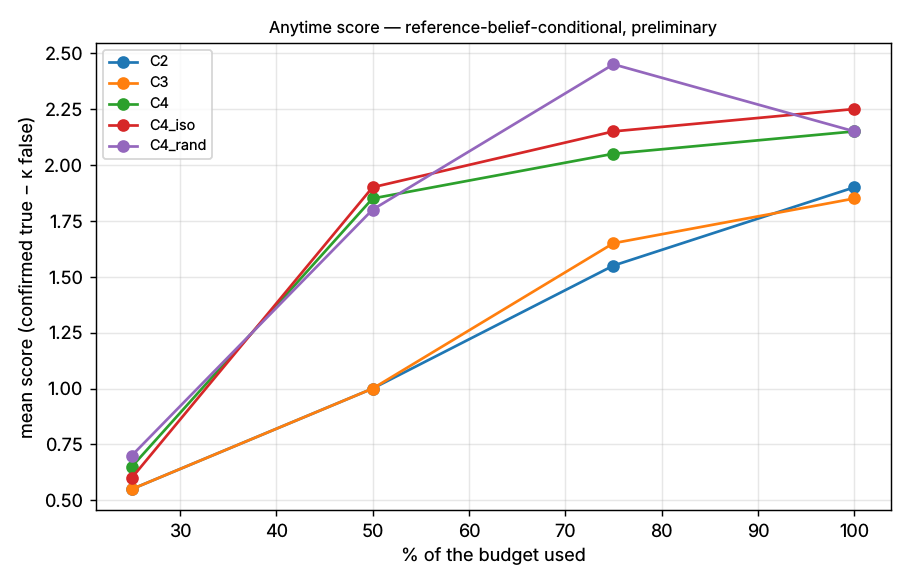 Anytime score — reference-belief-conditional, preliminary
mean score (confirmed true − κ false)
2.50
2.25
2.00
1.75
1.50
1.25
1.00
0.75
0.50
C2
C3
C4
C4_iso
C4_rand
30 40 50 60 70 80 90 100
% of the budget used